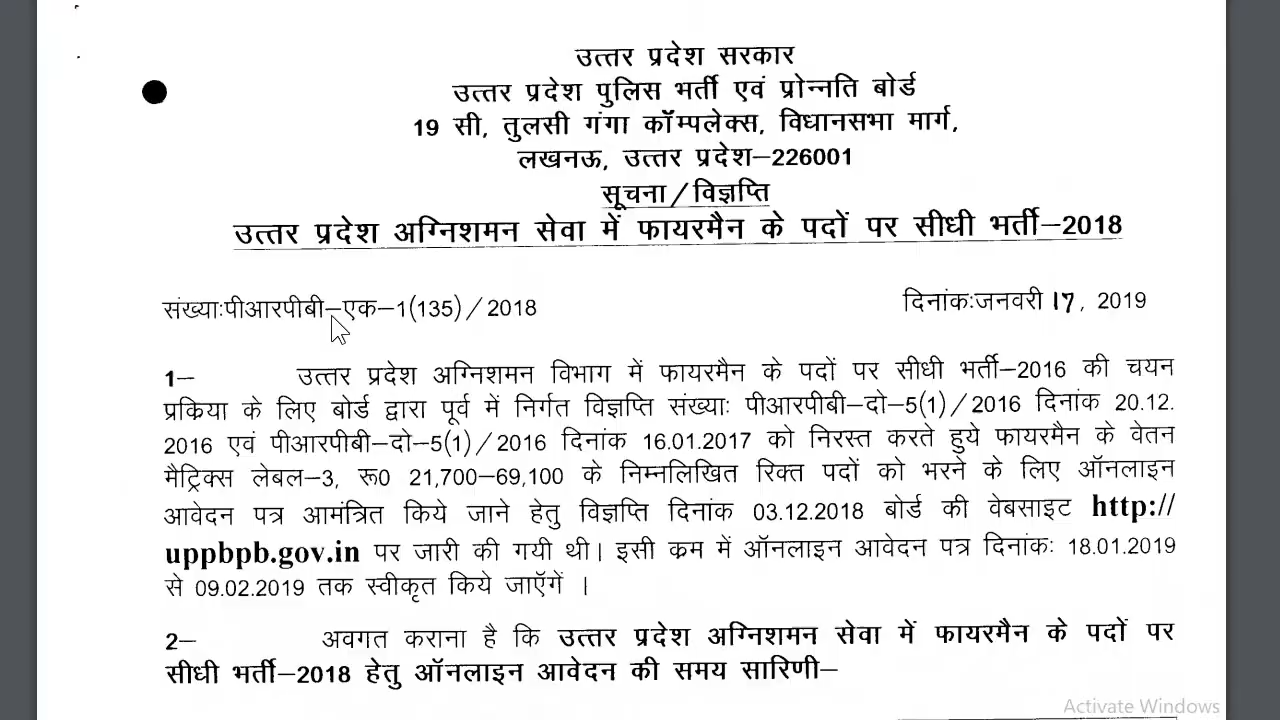 उत्तर प्रदेश सरकार
उत्तर प्रदेश पुलिस भर्ती एवं प्रोन्नति बोर्ड
19 सी, तुलसी गंगा कॉम्पलेक्स, विधानसभा मार्ग,
लखनऊ, उत्तर प्रदेश–226001
सूचना/विज्ञप्ति
उत्तर प्रदेश अग्निशमन सेवा में फायरमैन के पदों पर सीधी भर्ती–2018
संख्याःपीआरपीबी–एक–1(135)/2018 दिनांकःजनवरी 17, 2019
1– उत्तर प्रदेश अग्निशमन विभाग में फायरमैन के पदों पर सीधी भर्ती–2016 की चयन
प्रक्रिया के लिए बोर्ड द्वारा पूर्व में निर्गत विज्ञप्ति संख्याः पीआरपीबी–दो–5(1)/2016 दिनांक 20.12.
2016 एवं पीआरपीबी–दो–5(1)/2016 दिनांक 16.01.2017 को निरस्त करते हुये फायरमैन के वेतन
मैट्रिक्स लेबल–3, रू0 21,700–69,100 के निम्नलिखित रिक्त पदों को भरने के लिए ऑनलाइन
आवेदन पत्र आमंत्रित किये जाने हेतु विज्ञप्ति दिनांक 03.12.2018 बोर्ड की वेबसाइट http://
uppbpb.gov.in पर जारी की गयी थी। इसी क्रम में ऑनलाइन आवेदन पत्र दिनांकः 18.01.2019
से 09.02.2019 तक स्वीकृत किये जाएॅगें ।
2– अवगत कराना है कि उत्तर प्रदेश अग्निशमन सेवा में फायरमैन के पदों पर
सीधी भर्ती–2018 हेतु ऑनलाइन आवेदन की समय सारिणी–
Activate Windows